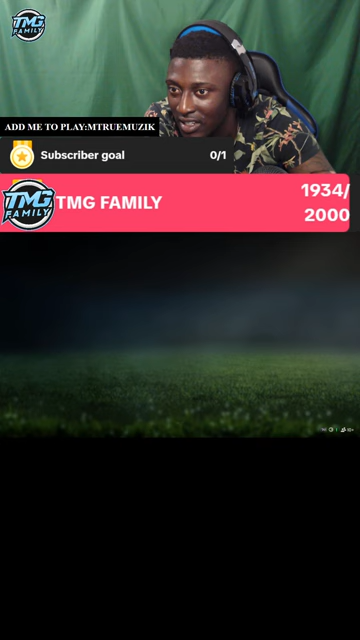 TMG
FAMILY
ADD ME TO PLAY:MTRUEMUZIK
Subscriber goal
0/1
TMG
FAMILY
TMG FAMILY
1934/
2000